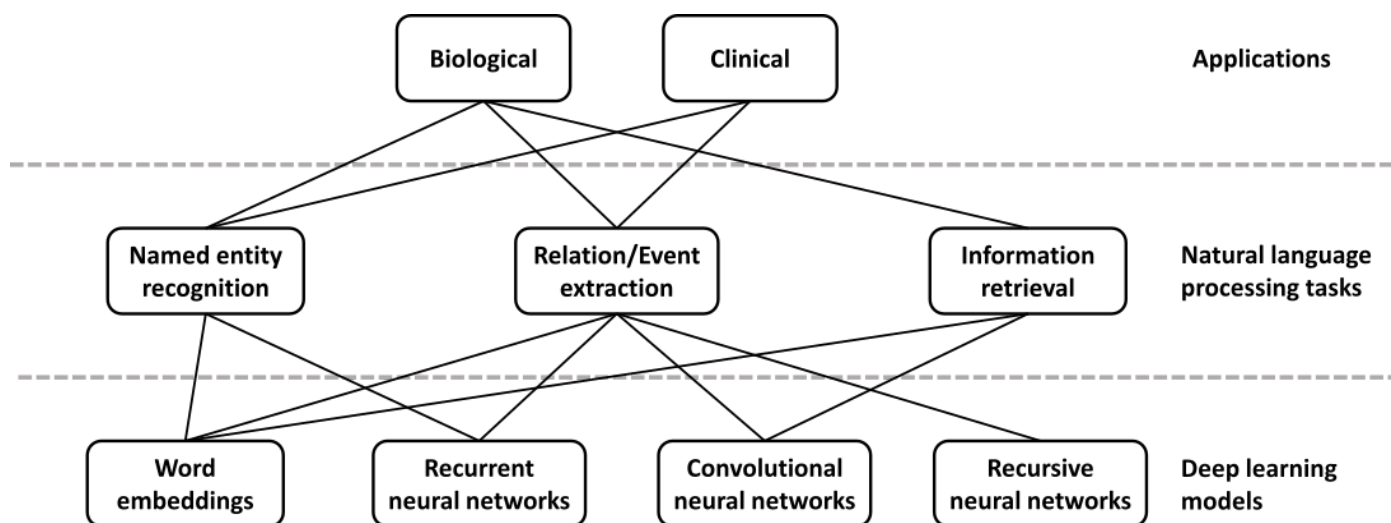 Biological
Clinical
Applications
Named entity
recognition
Relation/Event
extraction
Information
retrieval
Natural language
processing tasks
Word
embeddings
Recurrent
neural networks
Convolutional
neural networks
Recursive
neural networks
Deep learning
models